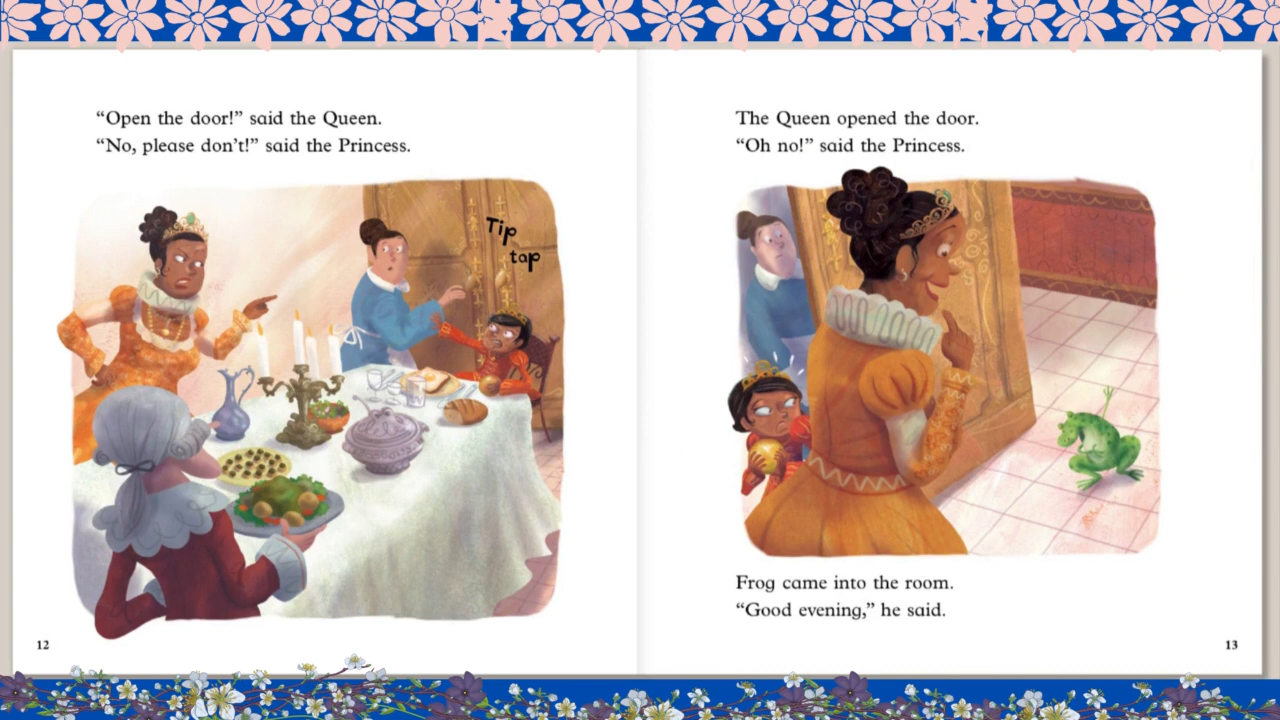 “Open the door!” said the Queen.
“No, please don’t!” said the Princess.
Tip
tap
12
The Queen opened the door.
“Oh no!” said the Princess.
Frog came into the room.
“Good evening,” he said.
13